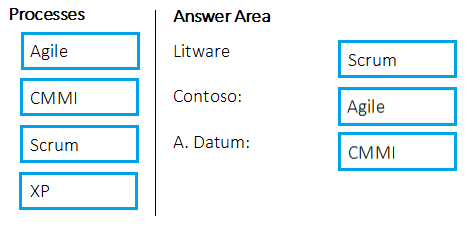 Processes
Agile
CMMI
Scrum
XP
Answer Area
Litware
Scrum
Contoso:
Agile
A. Datum:
CMMI